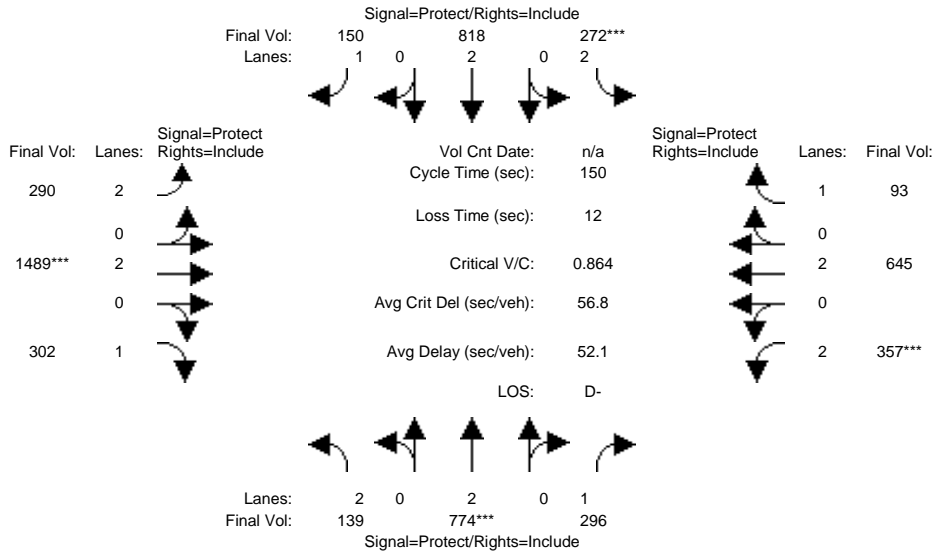 Signal=Protect/Rights=Include
Final Vol: 150 818 272***
Lanes: 1 0 2 0 2
Signal=Protect Signal=Protect
Final Vol: Lanes: Rights=Include Vol Cnt Date: n/a Rights=Include Lanes: Final Vol:
Cycle Time (sec): 150
290 2 1 93
Loss Time (sec): 12
0 0
1489*** 2 Critical V/C: 0.864 2 645
0 Avg Crit Del (sec/veh): 56.8 0
302 1 Avg Delay (sec/veh): 52.1 2 357***
LOS: D-
Lanes: 2 0 2 0 1
Final Vol: 139 774*** 296
Signal=Protect/Rights=Include